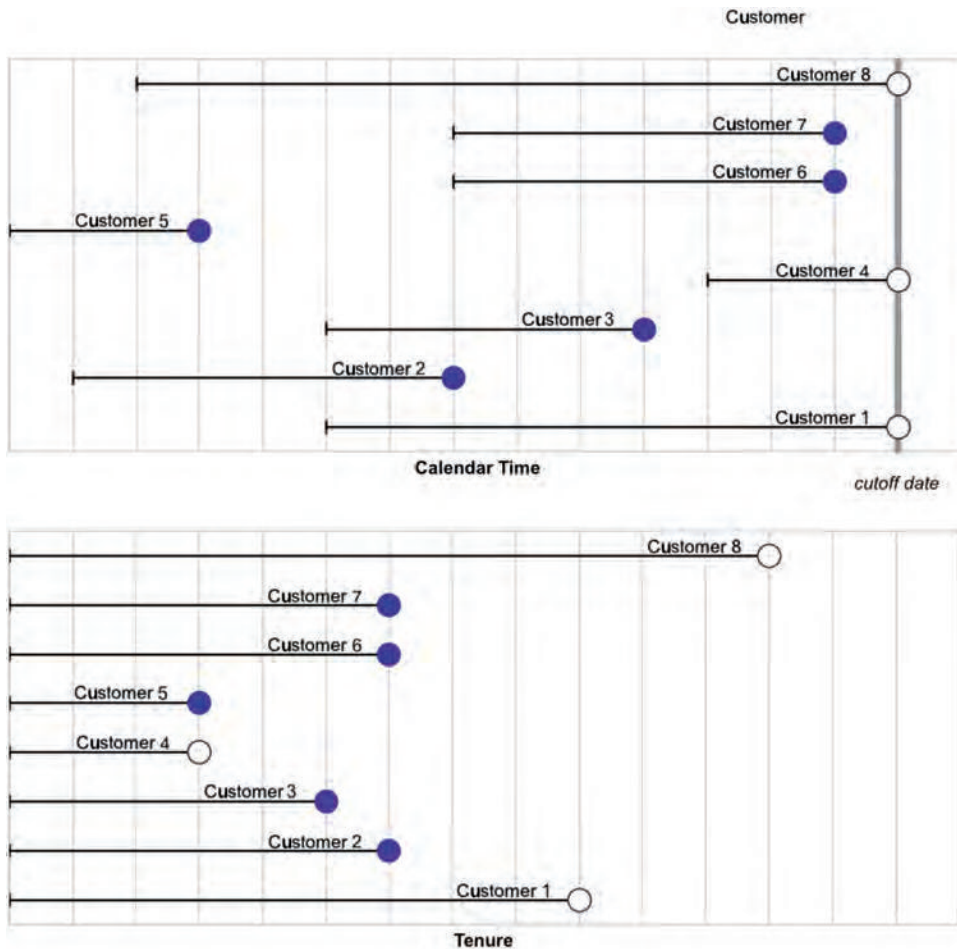 Customer
Customer 8
Customer 7
Customer 6
Customer 5
Customer 4
Customer 3
Customer 2
Customer 1
Calendar Time
cutoff date
Customer 8
Customer 7
Customer 6
Customer 5
Customer 4
Customer 3
Customer 2
Customer 1
Tenure